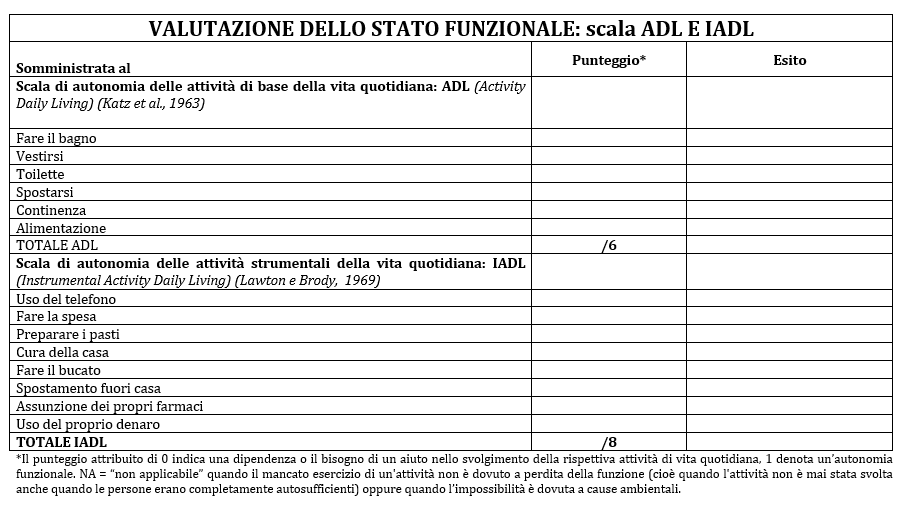 VALUTAZIONE DELLO STATO FUNZIONALE: scala ADL E IADL
Somministrata al
Punteggio*
Esito
Scala di autonomia delle attività di base della vita quotidiana: ADL (Activity
Daily Living) (Katz et al., 1963)
Fare il bagno
Vestirsi
Toilette
Spostarsi
Continenza
Alimentazione
TOTALE ADL /6
Scala di autonomia delle attività strumentali della vita quotidiana: IADL
(Instrumental Activity Daily Living) (Lawton e Brody, 1969)
Uso del telefono
Fare la spesa
Preparare i pasti
Cura della casa
Fare il bucato
Spostamento fuori casa
Assunzione dei propri farmaci
Uso del proprio denaro
TOTALE IADL /8
*Il punteggio attribuito di 0 indica una dipendenza o il bisogno di un aiuto nello svolgimento della rispettiva attività di vita quotidiana, 1 denota un'autonomia
funzionale. NA = "non applicabile" quando il mancato esercizio di un'attività non è dovuto a perdita della funzione (cioè quando l'attività non è mai stata svolta
anche quando le persone erano completamente autosufficienti) oppure quando l'impossibilità è dovuta a cause ambientali.